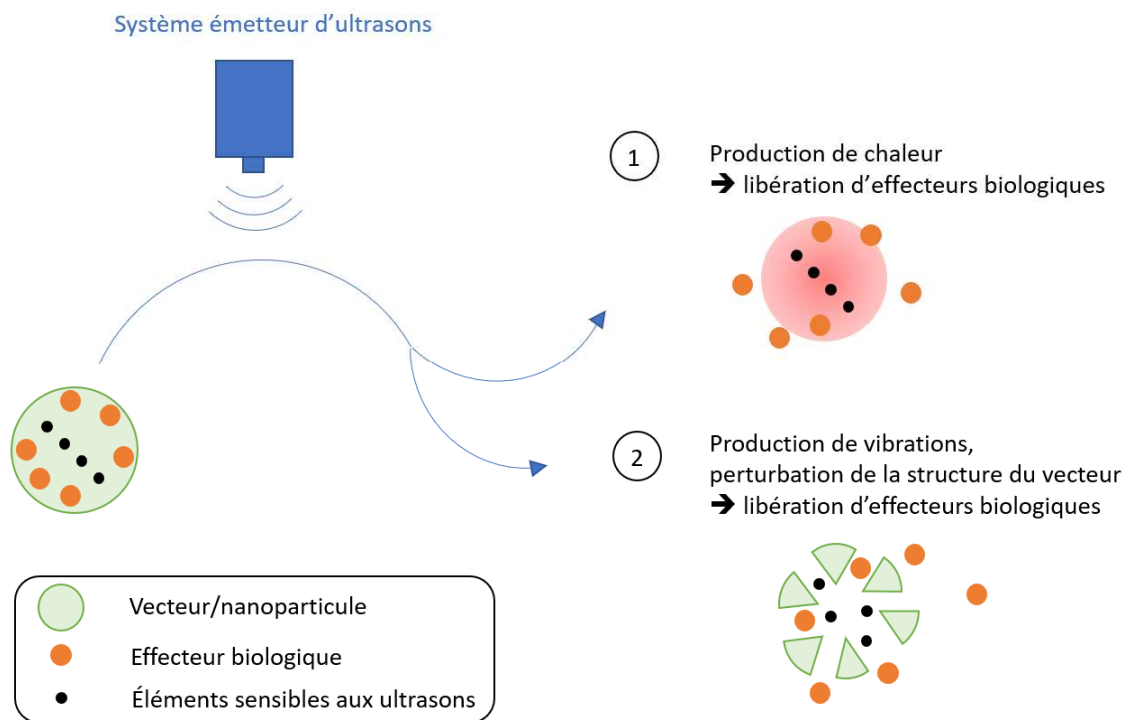 Système émetteur d'ultrasons
1
Production de chaleur
➔ libération d'effecteurs biologiques
2
Production de vibrations,
perturbation de la structure du vecteur
➔ libération d'effecteurs biologiques
Vecteur/nanoparticule
Effecteur biologique
Éléments sensibles aux ultrasons